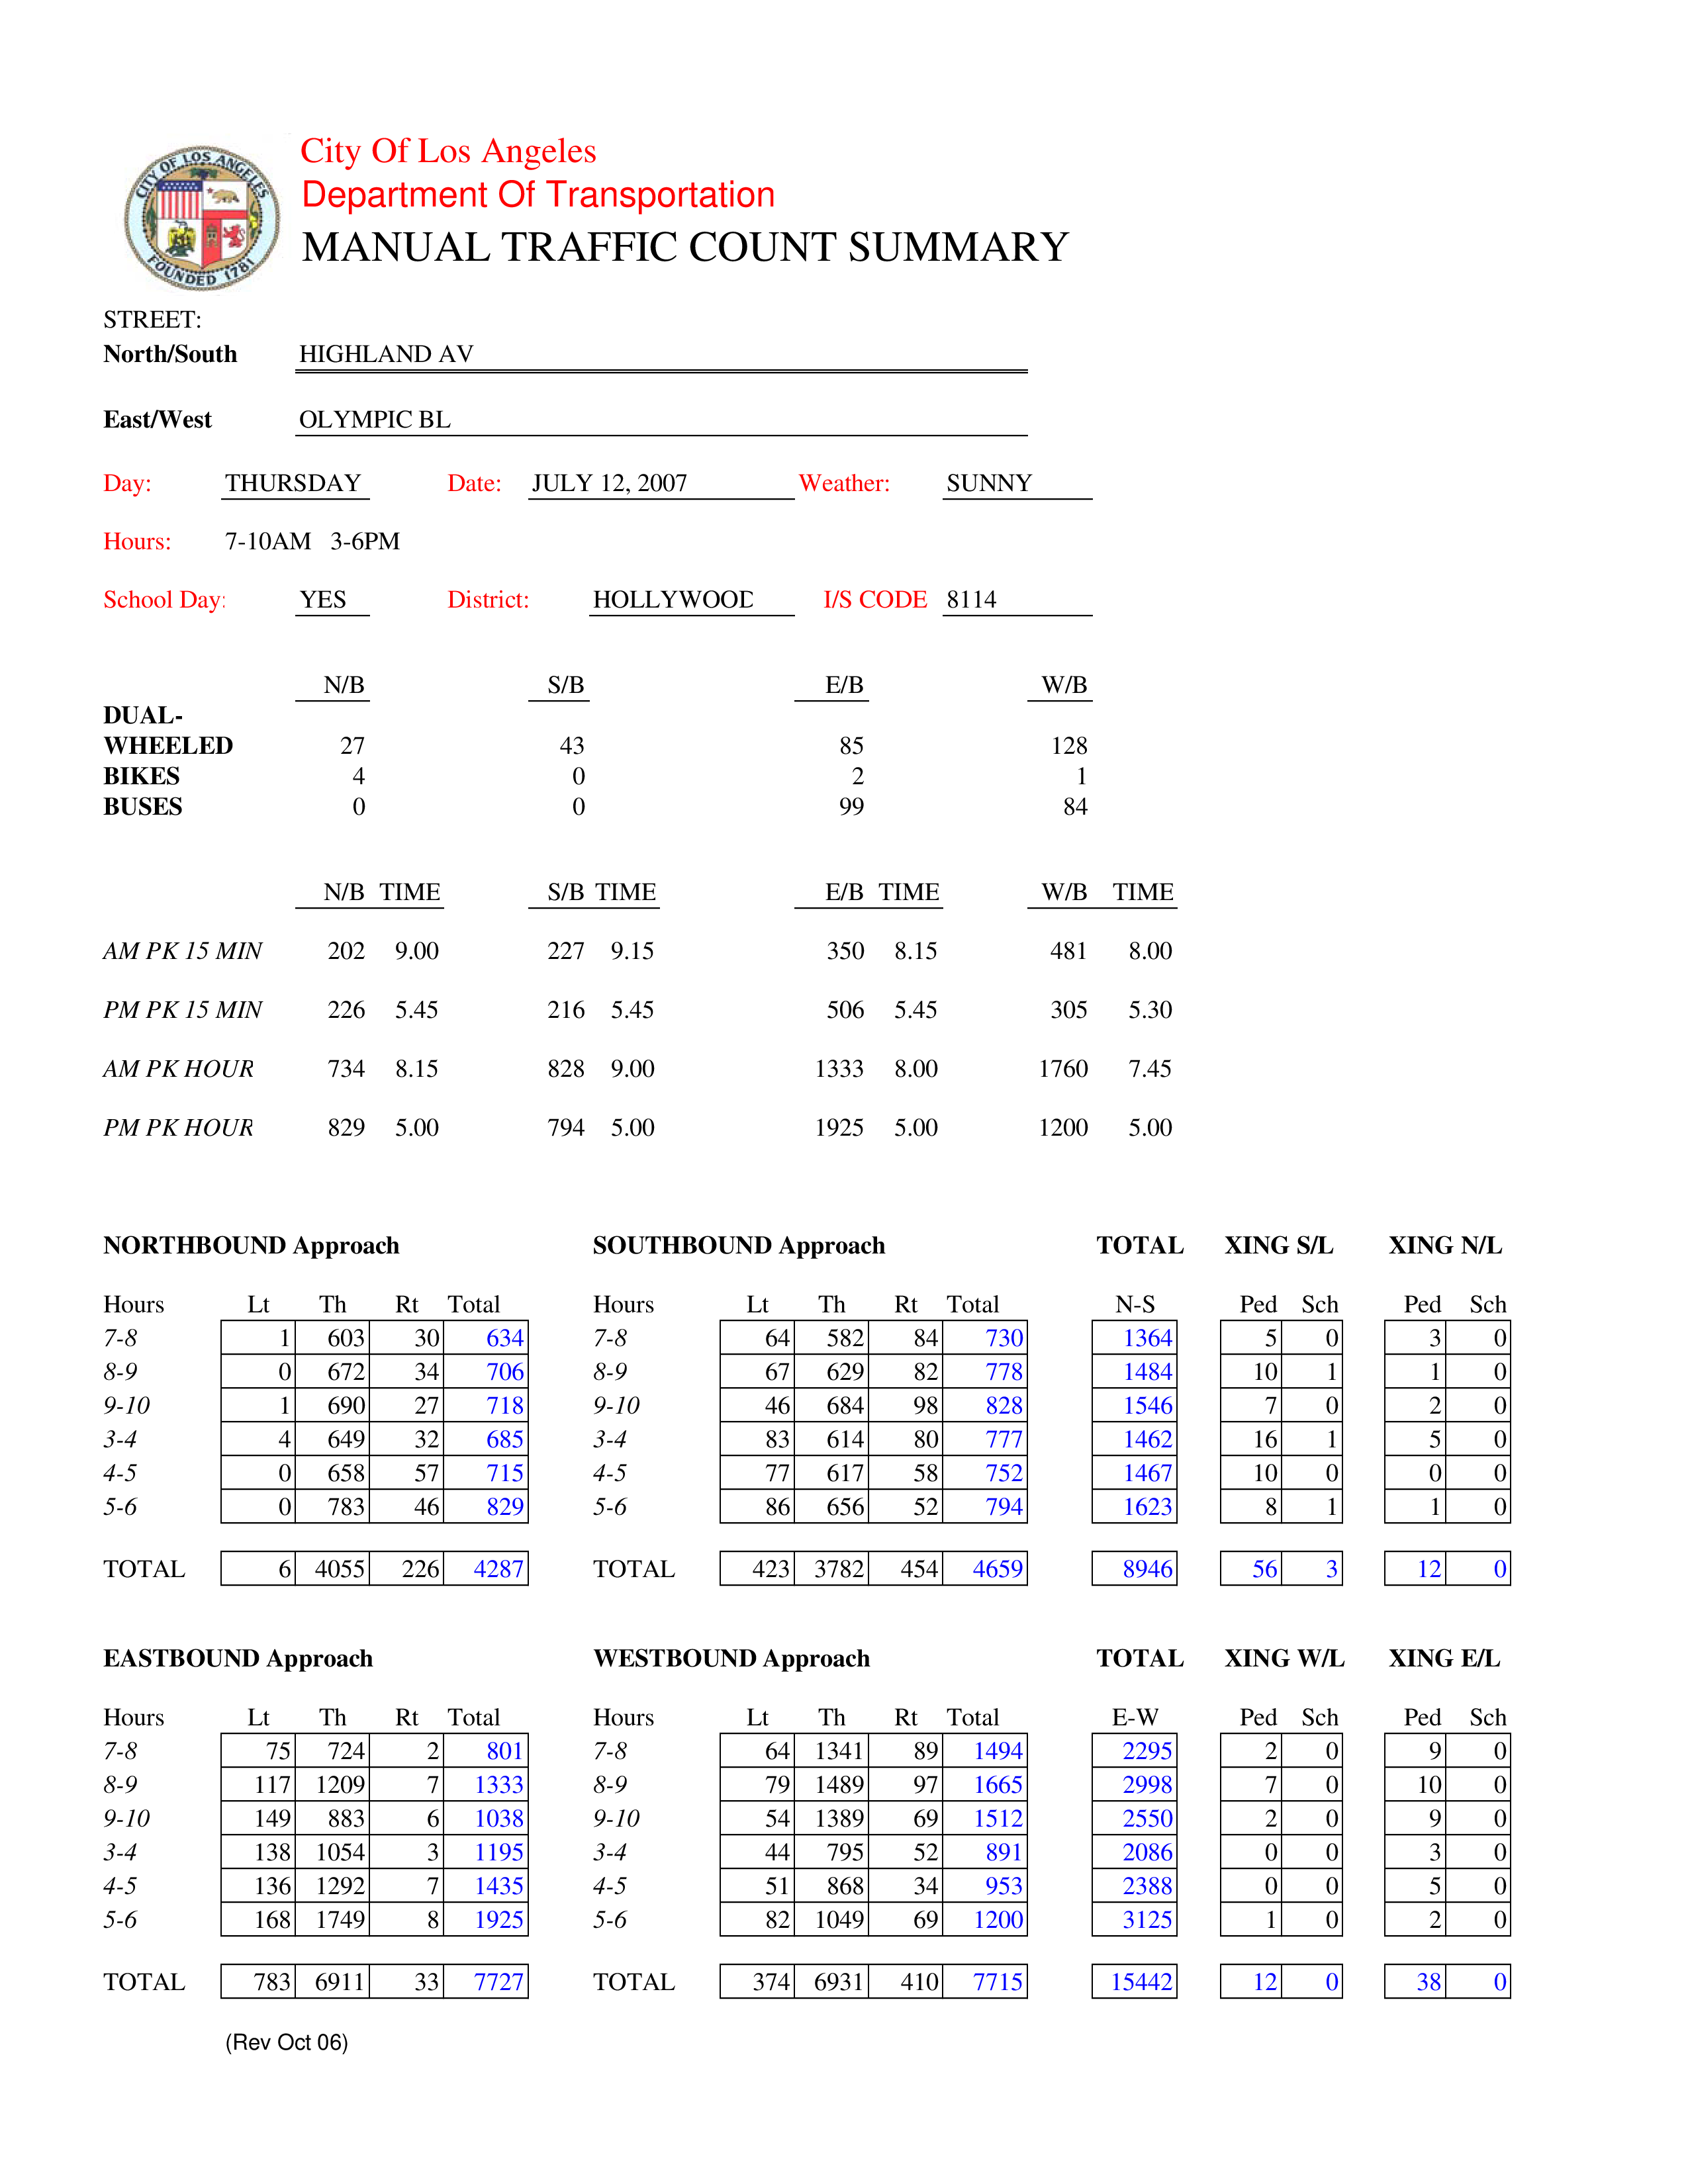 CITY OF LOS ANGELES
FOUNDED 1781
City Of Los Angeles
Department Of Transportation
MANUAL TRAFFIC COUNT SUMMARY
STREET:
North/South HIGHLAND AV
East/West OLYMPIC BL
Day: THURSDAY Date: JULY 12, 2007 Weather: SUNNY
Hours: 7-10AM 3-6PM
School Day: YES District: HOLLYWOOD I/S CODE 8114
N/B S/B E/B W/B
DUAL-
WHEELED 27 43 85 128
BIKES 4 0 2 1
BUSES 0 0 99 84
N/B TIME S/B TIME E/B TIME W/B TIME
AM PK 15 MIN 202 9.00 227 9.15 350 8.15 481 8.00
PM PK 15 MIN 226 5.45 216 5.45 506 5.45 305 5.30
AM PK HOUR 734 8.15 828 9.00 1333 8.00 1760 7.45
PM PK HOUR 829 5.00 794 5.00 1925 5.00 1200 5.00
NORTHBOUND Approach SOUTHBOUND Approach TOTAL XING S/L XING N/L
Hours Lt Th Rt Total Hours Lt Th Rt Total N-S Ped Sch Ped Sch
7-8 1 603 30 634 7-8 64 582 84 730 1364 5 0 3 0
8-9 0 672 34 706 8-9 67 629 82 778 1484 10 1 1 0
9-10 1 690 27 718 9-10 46 684 98 828 1546 7 0 2 0
3-4 4 649 32 685 3-4 83 614 80 777 1462 16 1 5 0
4-5 0 658 57 715 4-5 77 617 58 752 1467 10 0 0 0
5-6 0 783 46 829 5-6 86 656 52 794 1623 8 1 1 0
TOTAL 6 4055 226 4287 TOTAL 423 3782 454 4659 8946 56 3 12 0
EASTBOUND Approach WESTBOUND Approach TOTAL XING W/L XING E/L
Hours Lt Th Rt Total Hours Lt Th Rt Total E-W Ped Sch Ped Sch
7-8 75 724 2 801 7-8 64 1341 89 1494 2295 2 0 9 0
8-9 117 1209 7 1333 8-9 79 1489 97 1665 2998 7 0 10 0
9-10 149 883 6 1038 9-10 54 1389 69 1512 2550 2 0 9 0
3-4 138 1054 3 1195 3-4 44 795 52 891 2086 0 0 3 0
4-5 136 1292 7 1435 4-5 51 868 34 953 2388 0 0 5 0
5-6 168 1749 8 1925 5-6 82 1049 69 1200 3125 1 0 2 0
TOTAL 783 6911 33 7727 TOTAL 374 6931 410 7715 15442 12 0 38 0
(Rev Oct 06)